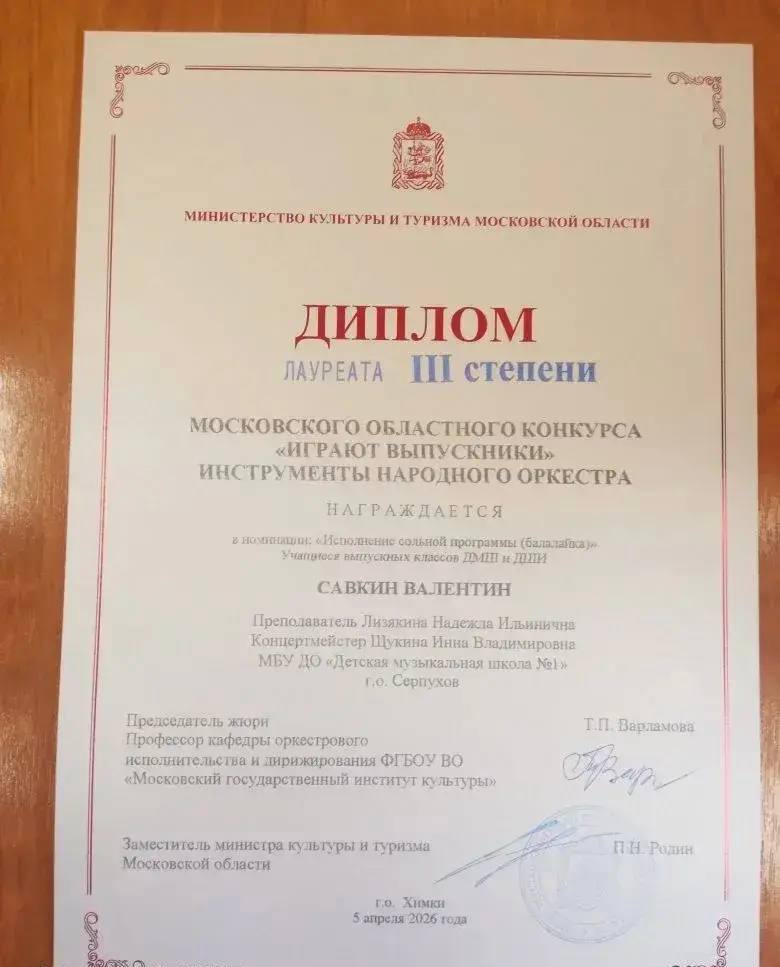 МИНИСТЕРСТВО КУЛЬТУРЫ И ТУРИЗМА МОСКОВСКОЙ ОБЛАСТИ
ДИПЛОМ
ЛАУРЕАТА III степени
МОСКОВСКОГО ОБЛАСТНОГО КОНКУРСА
«ИГРАЮТ ВЫПУСКНИКИ»
ИНСТРУМЕНТЫ НАРОДНОГО ОРКЕСТРА
НАГРАЖДАЕТСЯ
в номинации: «Исполнение сольной программы (балалайка)»
Учащиеся выпускных классов ДМШ и ДШИ
САВКИН ВАЛЕНТИН
Преподаватель Лизякина Надежда Ильинична
Концертмейстер Щукина Инна Владимировна
МБУ ДО «Детская музыкальная школа №1»
г.о. Серпухов
Председатель жюри Т.П. Варламова
Профессор кафедры оркестрового
исполнительства и дирижирования ФГБОУ ВО
«Московский государственный институт культуры»
Заместитель министра культуры и туризма П.Н. Родин
Московской области
г.о. Химки
5 апреля 2026 года